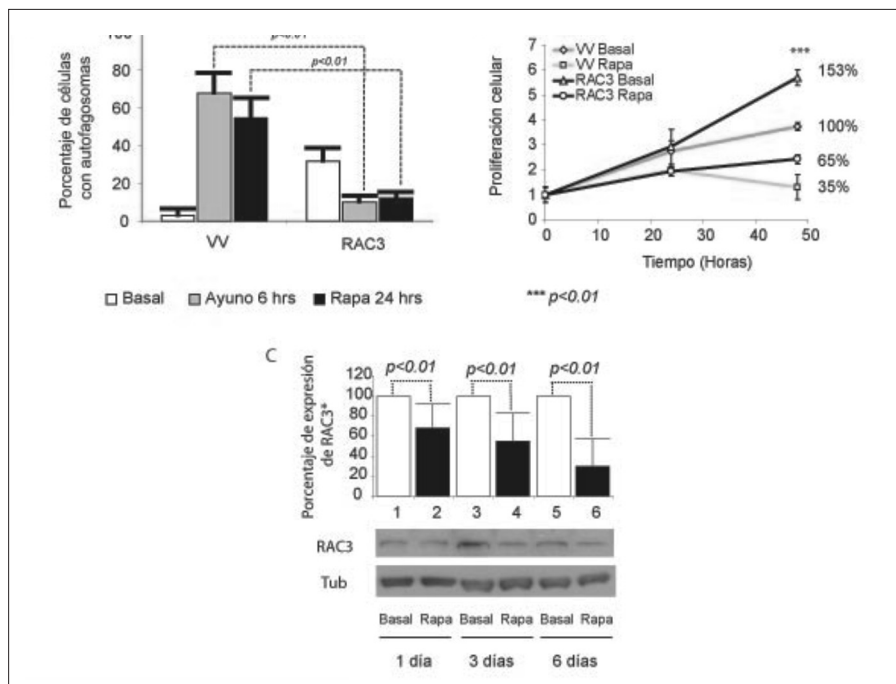 100
80
60
40
20
0
Porcentaje de células
con autofagosomas
p<0.01
p<0.01
VV
RAC3
Basal
Ayuno 6 hrs
Rapa 24 hrs
7
6
5
4
3
2
1
0
Proliferación celular
VV Basal
VV Rapa
RAC3 Basal
RAC3 Rapa
***
153%
100%
65%
35%
0 10 20 30 40 50
Tiempo (Horas)
*** p<0.01
C
120
100
80
60
40
20
0
Porcentaje de expresión
de RAC3*
p<0.01 p<0.01 p<0.01
1 2 3 4 5 6
RAC3
Tub
Basal Rapa Basal Rapa Basal Rapa
1 día 3 días 6 días